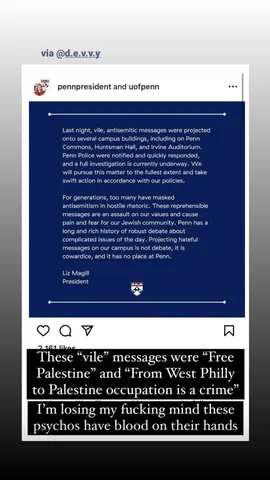 via @d.e.v.v.y
pennpresident and uofpenn
Last night, vile, antisemitic messages were projected
onto several campus buildings, including on Penn
Commons, Huntsman Hall, and Irvine Auditorium.
Penn Police were notified and quickly responded,
and a full investigation is currently underway. We
will pursue this matter to the fullest extent and take
swift action in accordance with our policies.
For generations, too many have masked
antisemitism in hostile rhetoric. These reprehensible
messages are an assault on our values and cause
pain and fear for our Jewish community. Penn has a
long and rich history of robust debate about
complicated issues of the day. Projecting hateful
messages on our campus is not debate, it is
cowardice, and it has no place at Penn.
Liz Magill
President
2,161 likes
These “vile” messages were “Free
Palestine” and “From West Philly
to Palestine occupation is a crime”
I’m losing my fucking mind these
psychos have blood on their hands